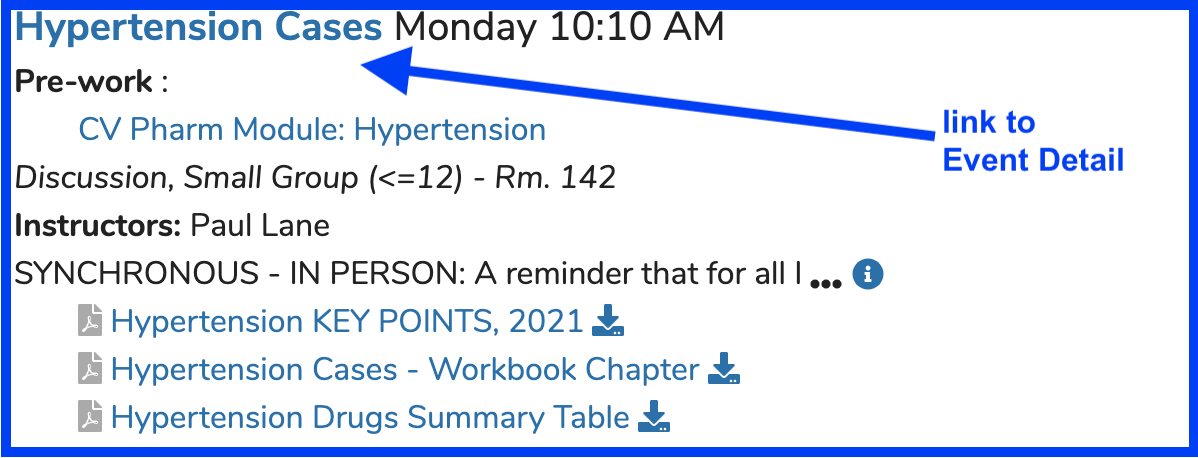 Hypertension Cases Monday 10:10 AM
Pre-work :
CV Pharm Module: Hypertension
link to
Event Detail
Discussion, Small Group (<=12) - Rm. 142
Instructors: Paul Lane
SYNCHRONOUS - IN PERSON: A reminder that for all l ...
Hypertension KEY POINTS, 2021
Hypertension Cases - Workbook Chapter
Hypertension Drugs Summary Table